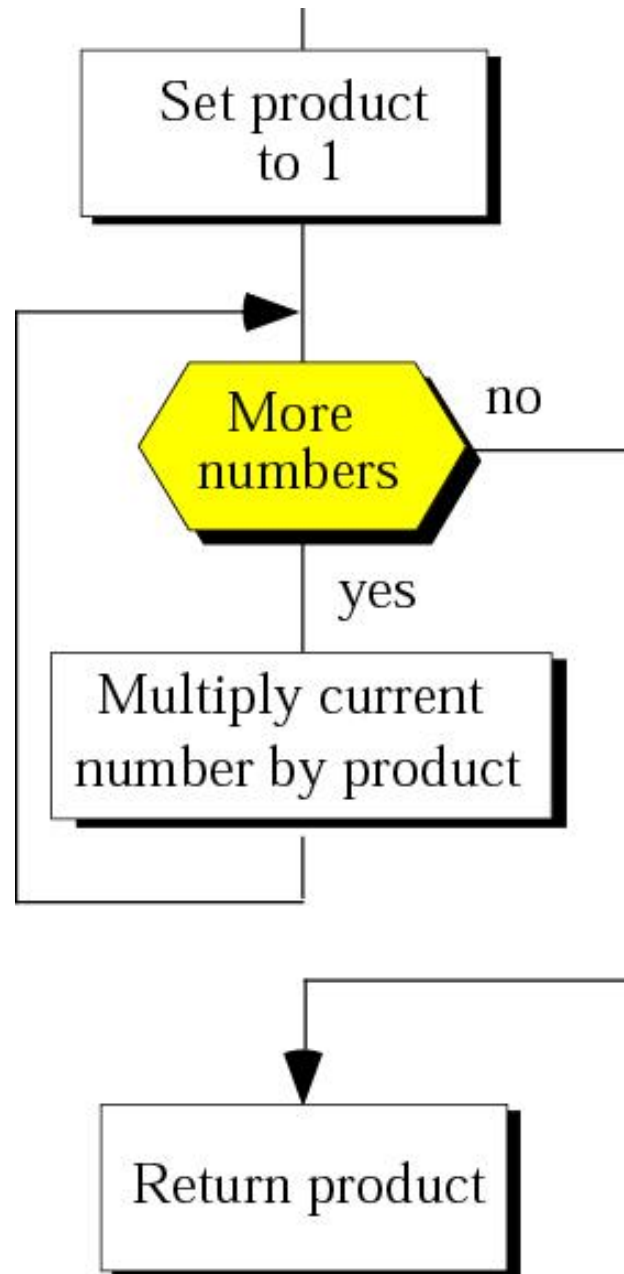 Set product
to 1
More
numbers
no
yes
Multiply current
number by product
Return product